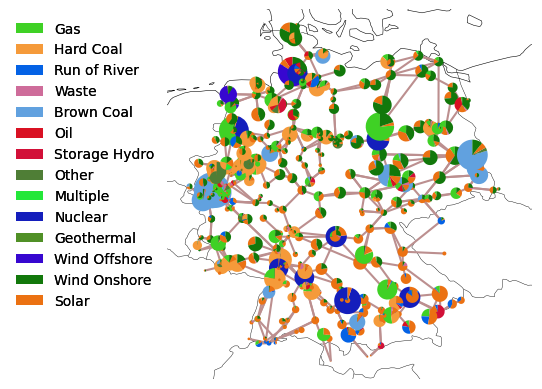 Gas
Hard Coal
Run of River
Waste
Brown Coal
Oil
Storage Hydro
Other
Multiple
Nuclear
Geothermal
Wind Offshore
Wind Onshore
Solar